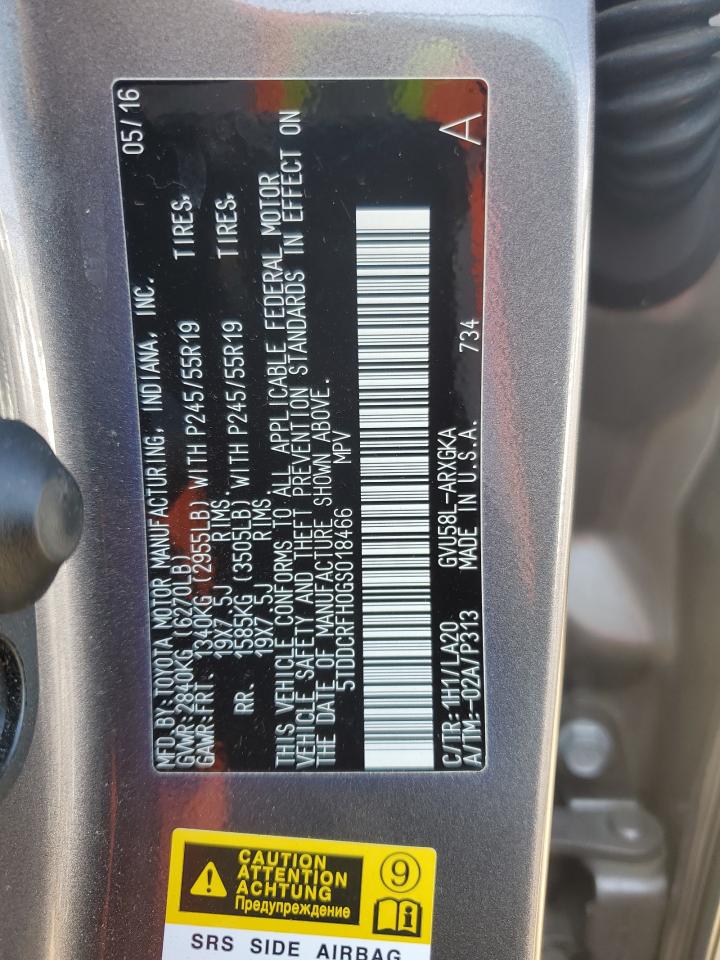 MFD.BY:TOYOTA MOTOR MANUFACTURING, INDIANA, INC. 05/16
GVWR:2840KG (6270LB)
GAWR:FRT. 1340KG (2955LB) WITH P245/55R19 TIRES,
19X7.5J RIMS,
RR. 1585KG (3505LB) WITH P245/55R19 TIRES,
19X7.5J RIMS.
THIS VEHICLE CONFORMS TO ALL APPLICABLE FEDERAL MOTOR
VEHICLE SAFETY AND THEFT PREVENTION STANDARDS IN EFFECT ON
THE DATE OF MANUFACTURE SHOWN ABOVE.
5TDDCRFH0GS018466 MPV
C/TR:1H1/LA20 GVU58L-ARXGKA
A/TM:-02A/P313 MADE IN U.S.A. 734 A
CAUTION
ATTENTION
ACHTUNG
Предупреждение
9
SRS SIDE AIRBAG